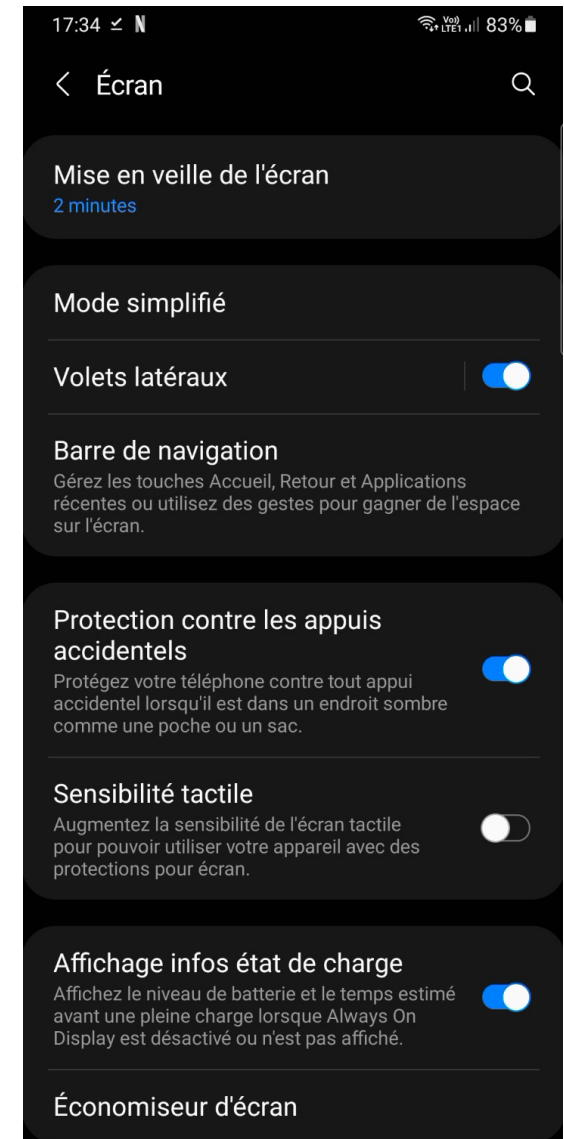 17:34 N Vo)) LTE1 83%
Écran
Mise en veille de l'écran
2 minutes
Mode simplifié
Volets latéraux
Barre de navigation
Gérez les touches Accueil, Retour et Applications
récentes ou utilisez des gestes pour gagner de l'espace
sur l'écran.
Protection contre les appuis
accidentels
Protégez votre téléphone contre tout appui
accidentel lorsqu'il est dans un endroit sombre
comme une poche ou un sac.
Sensibilité tactile
Augmentez la sensibilité de l'écran tactile
pour pouvoir utiliser votre appareil avec des
protections pour écran.
Affichage infos état de charge
Affichez le niveau de batterie et le temps estimé
avant une pleine charge lorsque Always On
Display est désactivé ou n'est pas affiché.
Économiseur d'écran